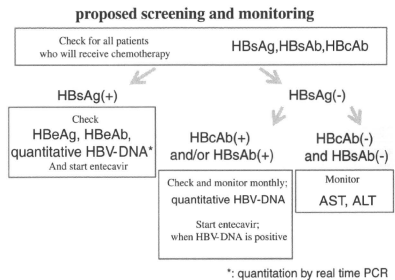 proposed screening and monitoring
Check for all patients
who will receive chemotherapy
HBsAg,HBsAb,HBcAb
HBsAg(+)
HBsAg(-)
Check
HBeAg, HBeAb,
quantitative HBV-DNA*
And start entecavir
HBcAb(+)
and/or HBsAb(+)
HBcAb(-)
and HBsAb(-)
Check and monitor monthly;
quantitative HBV-DNA
Start entecavir;
when HBV-DNA is positive
Monitor
AST, ALT
*: quantitation by real time PCR